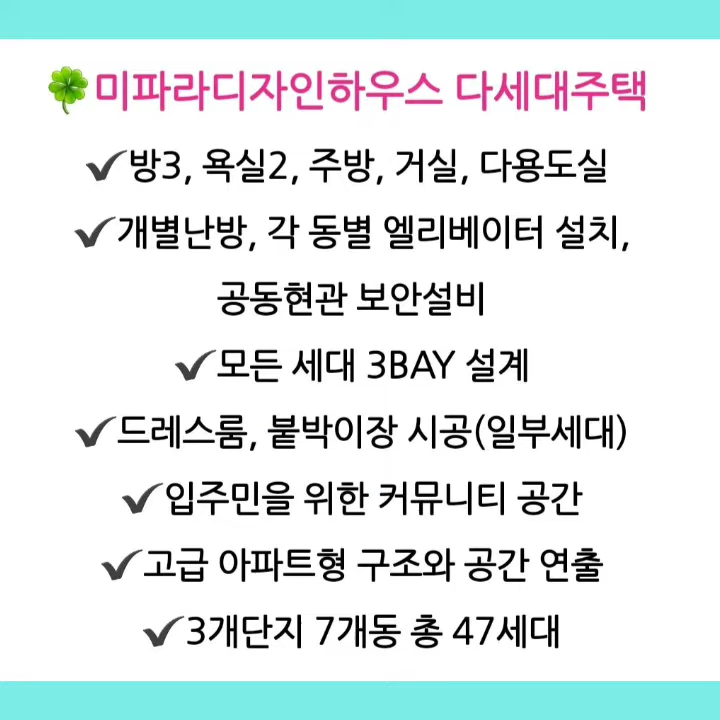 🍀미파라디자인하우스 다세대주택
✔방3, 욕실2, 주방, 거실, 다용도실
✔개별난방, 각 동별 엘리베이터 설치,
공동현관 보안설비
✔모든 세대 3BAY 설계
✔드레스룸, 붙박이장 시공(일부세대)
✔입주민을 위한 커뮤니티 공간
✔고급 아파트형 구조와 공간 연출
✔3개단지 7개동 총 47세대